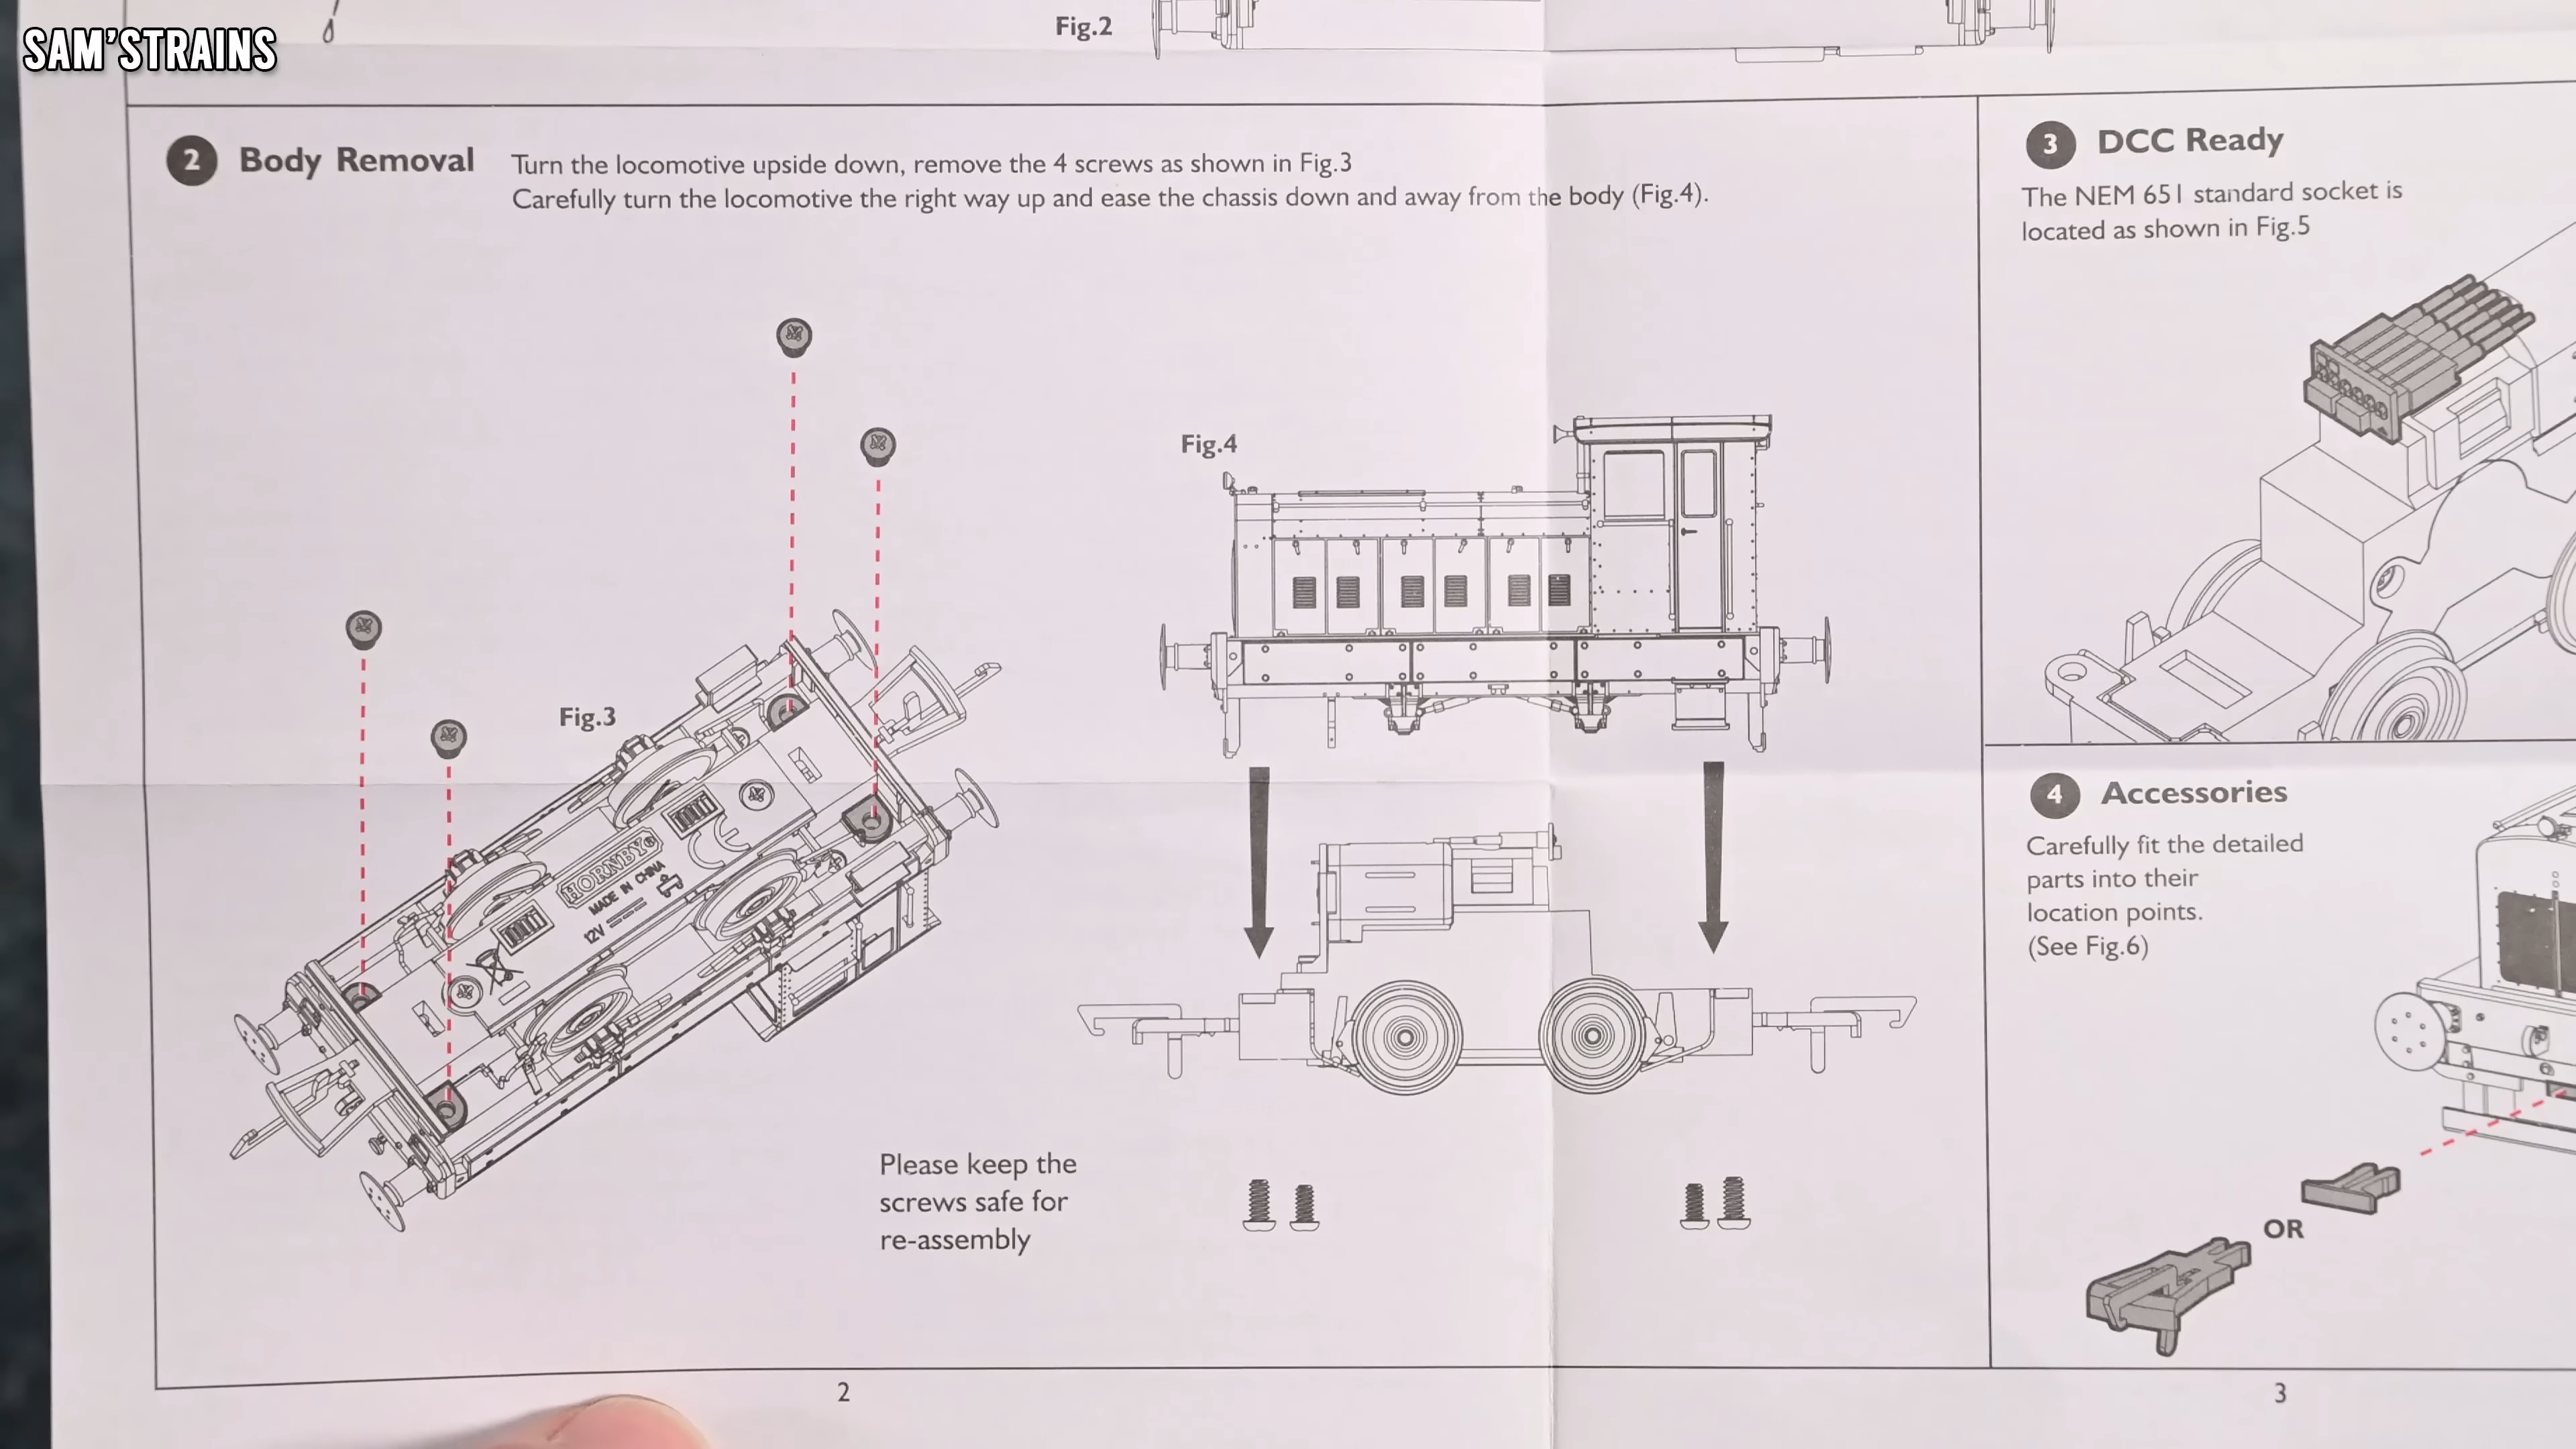 SAM'STRAINS
Fig.2
2 Body Removal
Turn the locomotive upside down, remove the 4 screws as shown in Fig.3
Carefully turn the locomotive the right way up and ease the chassis down and away from the body (Fig.4).
Fig.3
HORNBY®
MADE IN CHINA
12V
CE
Fig.4
Please keep the
screws safe for
re-assembly
2
3 DCC Ready
The NEM 651 standard socket is
located as shown in Fig.5
4 Accessories
Carefully fit the detailed
parts into their
location points.
(See Fig.6)
OR
3